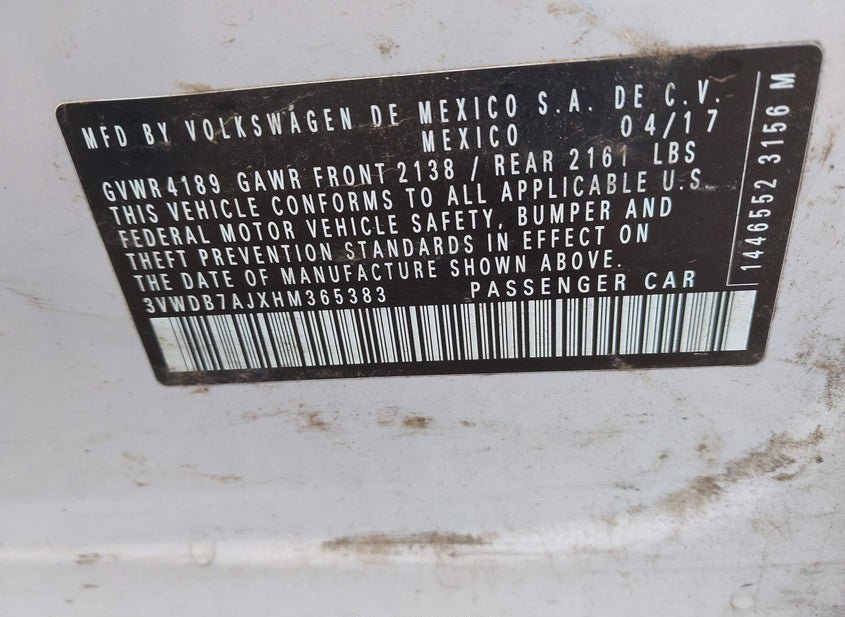 MFD BY VOLKSWAGEN DE MEXICO S.A. DE C.V.
MEXICO 04/17
GVWR 4189 GAWR FRONT 2138 / REAR 2161 LBS
THIS VEHICLE CONFORMS TO ALL APPLICABLE U.S.
FEDERAL MOTOR VEHICLE SAFETY, BUMPER AND
THEFT PREVENTION STANDARDS IN EFFECT ON
THE DATE OF MANUFACTURE SHOWN ABOVE.
3VWDB7AJXHM365383 PASSENGER CAR
1446552 3156 M